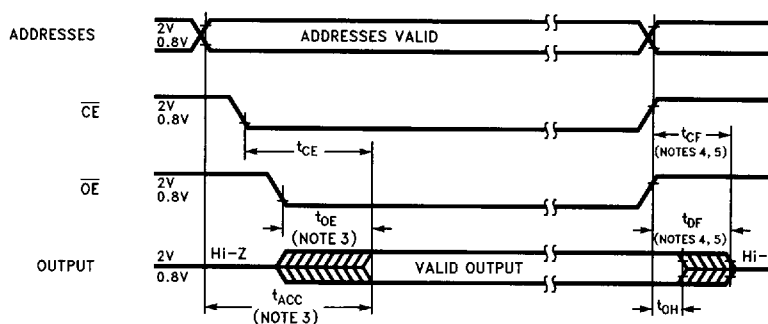 ADDRESSES
2V
0.8V
ADDRESSES VALID
CE
2V
0.8V
tCE
tCF
(NOTES 4, 5)
OE
2V
0.8V
tOE
(NOTE 3)
tDF
(NOTES 4, 5)
OUTPUT
2V
0.8V
Hi-Z
VALID OUTPUT
Hi-
tACC
(NOTE 3)
tOH